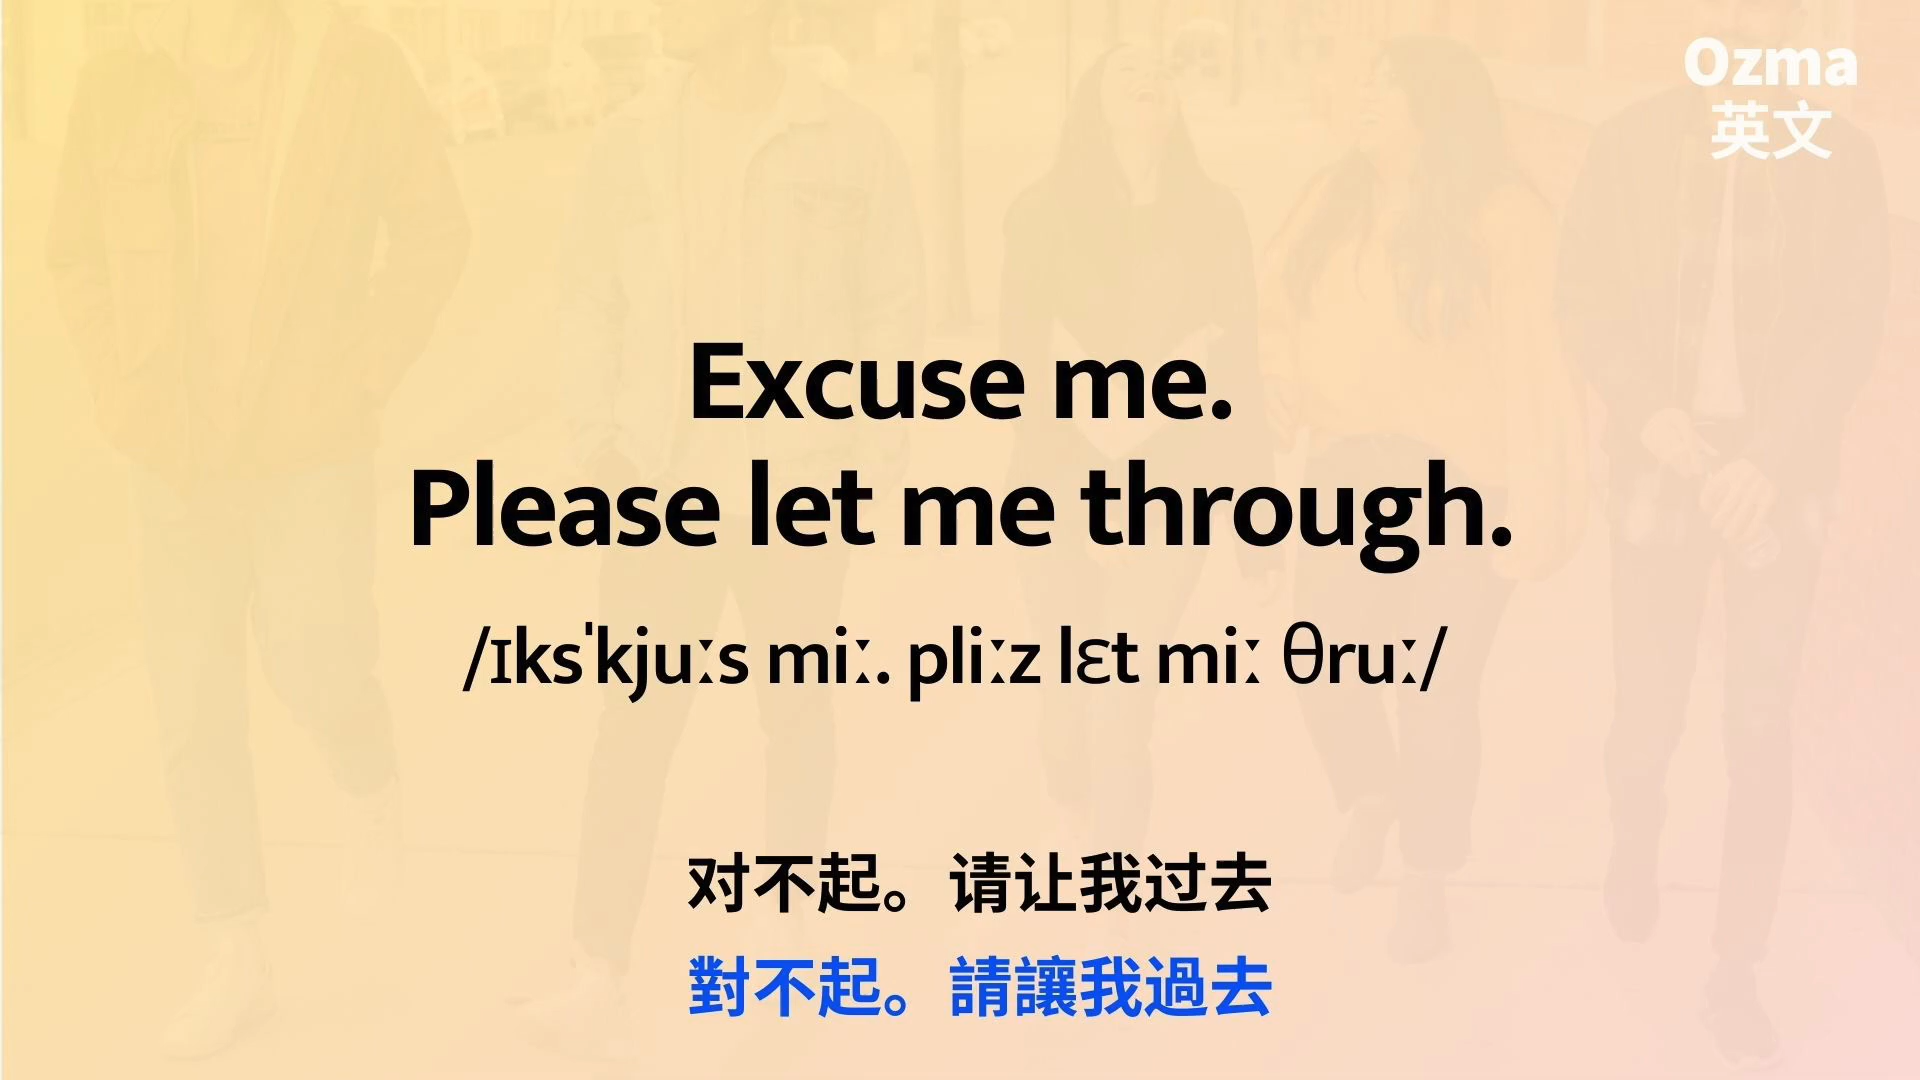 Ozma
英文
Excuse me.
Please let me through.
/ɪksˈkjuːs miː. pliːz lɛt miː θruː/
对不起。请让我过去
對不起。請讓我過去